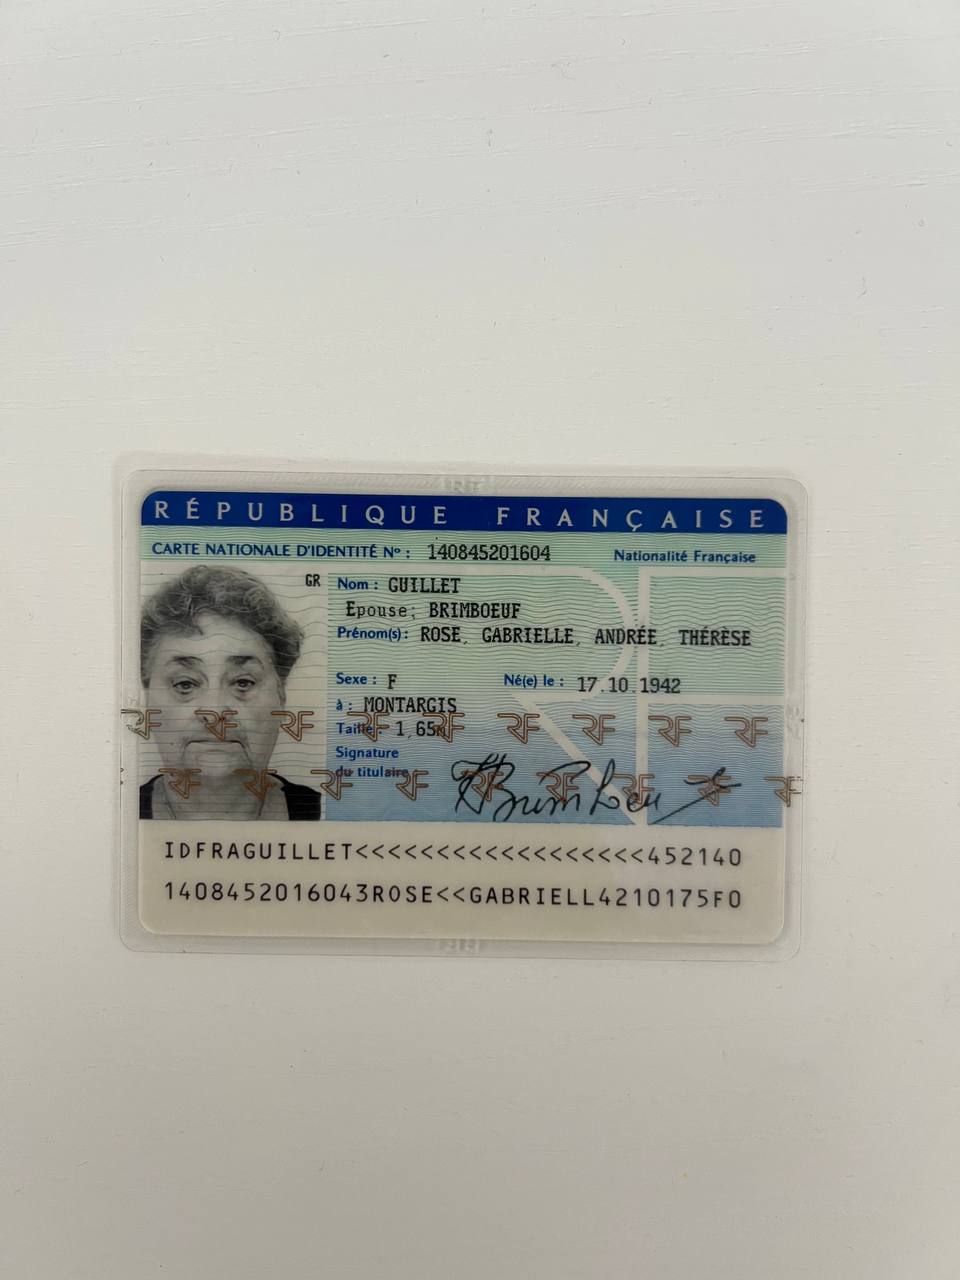 RÉPUBLIQUE FRANÇAISE
CARTE NATIONALE D'IDENTITÉ Nº : 140845201604 Nationalité Française
GR Nom : GUILLET
Epouse: BRIMBOEUF
Prénom(s): ROSE, GABRIELLE, ANDRÉE, THÉRÈSE
Sexe : F Né(e) le : 17.10.1942
à : MONTARGIS
Taille : 1,65m
Signature
du titulaire
IDFRAGUILLET<<<<<<<<<<<<<<<<<<452140
1408452016043ROSE<<GABRIELL4210175F0